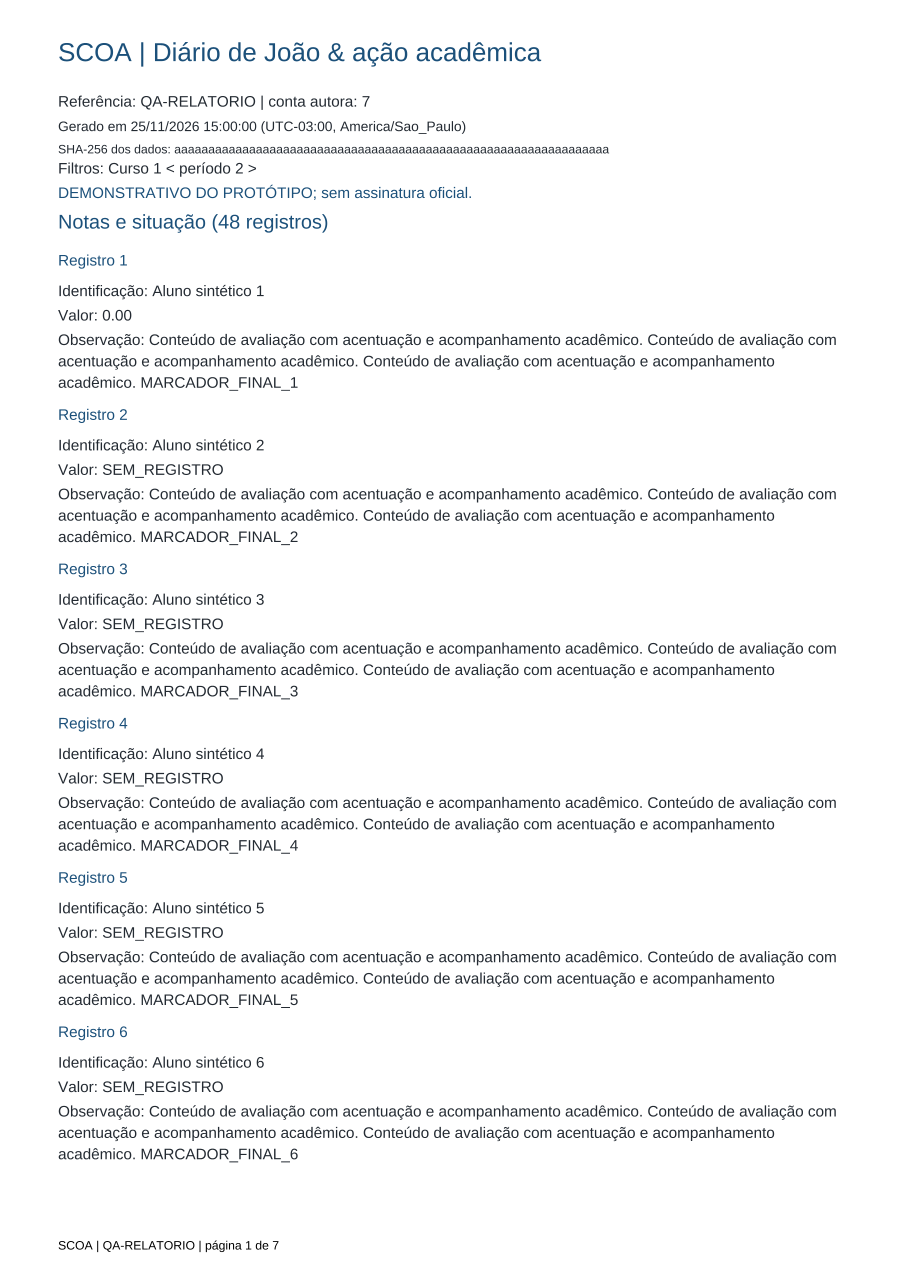 SCOA | Diário de João & ação acadêmica
Referência: QA-RELATORIO | conta autora: 7
Gerado em 25/11/2026 15:00:00 (UTC-03:00, America/Sao_Paulo)
SHA-256 dos dados: aaaaaaaaaaaaaaaaaaaaaaaaaaaaaaaaaaaaaaaaaaaaaaaaaaaaaaaaaaaaaaaa
Filtros: Curso 1 < período 2 >
DEMONSTRATIVO DO PROTÓTIPO; sem assinatura oficial.
Notas e situação (48 registros)
Registro 1
Identificação: Aluno sintético 1
Valor: 0.00
Observação: Conteúdo de avaliação com acentuação e acompanhamento acadêmico. Conteúdo de avaliação com
acentuação e acompanhamento acadêmico. Conteúdo de avaliação com acentuação e acompanhamento
acadêmico. MARCADOR_FINAL_1
Registro 2
Identificação: Aluno sintético 2
Valor: SEM_REGISTRO
Observação: Conteúdo de avaliação com acentuação e acompanhamento acadêmico. Conteúdo de avaliação com
acentuação e acompanhamento acadêmico. Conteúdo de avaliação com acentuação e acompanhamento
acadêmico. MARCADOR_FINAL_2
Registro 3
Identificação: Aluno sintético 3
Valor: SEM_REGISTRO
Observação: Conteúdo de avaliação com acentuação e acompanhamento acadêmico. Conteúdo de avaliação com
acentuação e acompanhamento acadêmico. Conteúdo de avaliação com acentuação e acompanhamento
acadêmico. MARCADOR_FINAL_3
Registro 4
Identificação: Aluno sintético 4
Valor: SEM_REGISTRO
Observação: Conteúdo de avaliação com acentuação e acompanhamento acadêmico. Conteúdo de avaliação com
acentuação e acompanhamento acadêmico. Conteúdo de avaliação com acentuação e acompanhamento
acadêmico. MARCADOR_FINAL_4
Registro 5
Identificação: Aluno sintético 5
Valor: SEM_REGISTRO
Observação: Conteúdo de avaliação com acentuação e acompanhamento acadêmico. Conteúdo de avaliação com
acentuação e acompanhamento acadêmico. Conteúdo de avaliação com acentuação e acompanhamento
acadêmico. MARCADOR_FINAL_5
Registro 6
Identificação: Aluno sintético 6
Valor: SEM_REGISTRO
Observação: Conteúdo de avaliação com acentuação e acompanhamento acadêmico. Conteúdo de avaliação com
acentuação e acompanhamento acadêmico. Conteúdo de avaliação com acentuação e acompanhamento
acadêmico. MARCADOR_FINAL_6
SCOA | QA-RELATORIO | página 1 de 7